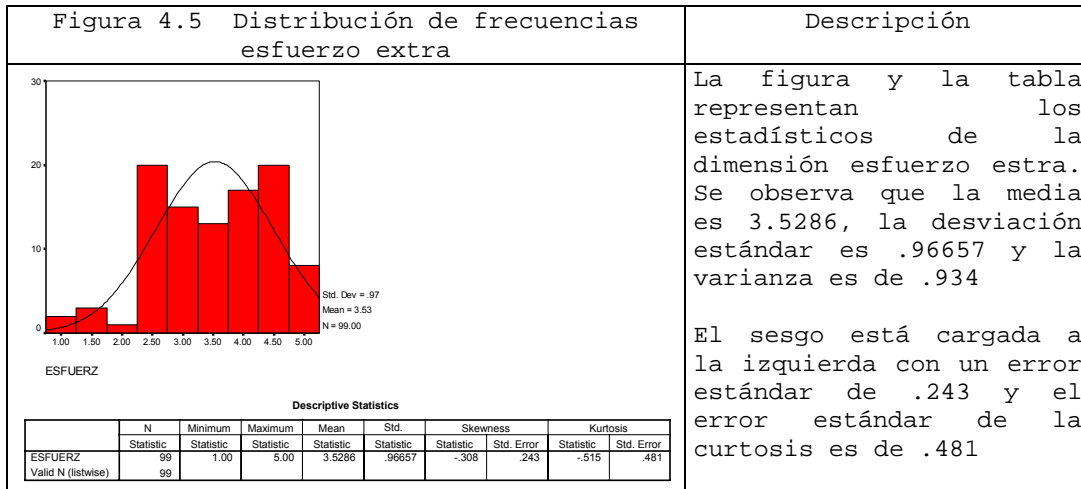 Figura 4.5 Distribución de frecuencias
esfuerzo extra
Descripción
30
20
10
0
1.00 1.50 2.00 2.50 3.00 3.50 4.00 4.50 5.00
ESFUERZ
Std. Dev = .97
Mean = 3.53
N = 99.00
Descriptive Statistics
N Minimum Maximum Mean Std. Skewness Kurtosis
Statistic Statistic Statistic Statistic Statistic Statistic Std. Error Statistic Std. Error
ESFUERZ 99 1.00 5.00 3.5286 .96657 -.308 .243 -.515 .481
Valid N (listwise) 99
La figura y la tabla
representan los
estadísticos de la
dimensión esfuerzo estra.
Se observa que la media
es 3.5286, la desviación
estándar es .96657 y la
varianza es de .934
El sesgo está cargada a
la izquierda con un error
estándar de .243 y el
error estándar de la
curtosis es de .481